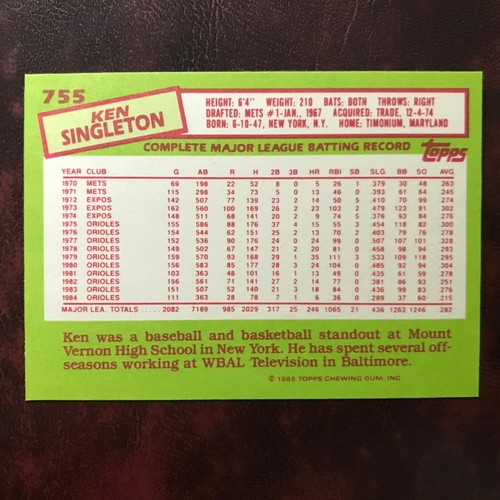 755
KEN
SINGLETON
HEIGHT: 6'4" WEIGHT: 210 BATS: BOTH THROWS: RIGHT
DRAFTED: METS #1-JAN., 1967 ACQUIRED: TRADE, 12-4-74
BORN: 6-10-47, NEW YORK, N.Y. HOME: TIMONIUM, MARYLAND
COMPLETE MAJOR LEAGUE BATTING RECORD
TOPPS
YEAR CLUB G AB R H 2B 3B HR RBI SB SLG BB SO AVG
1970 METS 69 198 22 52 8 0 5 26 1 .379 30 48 .263
1971 METS 115 298 34 73 5 0 13 46 0 .393 61 64 .245
1972 EXPOS 142 507 77 139 23 2 14 50 5 .410 70 99 .274
1973 EXPOS 162 560 100 169 26 2 23 103 2 .479 123 91 .302
1974 EXPOS 148 511 68 141 20 2 9 74 5 .376 93 84 .276
1975 ORIOLES 155 586 88 176 37 4 15 55 3 .454 118 82 .300
1976 ORIOLES 154 544 62 151 25 2 13 70 2 .403 79 76 .278
1977 ORIOLES 152 536 90 176 24 0 24 99 0 .507 107 101 .328
1978 ORIOLES 149 502 67 147 21 2 20 81 0 .458 98 94 .293
1979 ORIOLES 159 570 93 168 29 1 35 111 3 .533 109 118 .295
1980 ORIOLES 156 583 85 177 28 3 24 104 0 .485 92 94 .304
1981 ORIOLES 103 363 48 101 16 1 13 49 0 .435 61 59 .278
1982 ORIOLES 156 561 71 141 27 2 14 77 0 .381 86 93 .251
1983 ORIOLES 151 507 52 140 21 3 18 84 0 .436 99 83 .276
1984 ORIOLES 111 363 28 78 7 1 6 36 0 .289 37 60 .215
MAJOR LEA. TOTALS 2082 7189 985 2029 317 25 246 1065 21 .436 1263 1246 .282
Ken was a baseball and basketball standout at Mount
Vernon High School in New York. He has spent several off-
seasons working at WBAL Television in Baltimore.
© 1985 TOPPS CHEWING GUM, INC